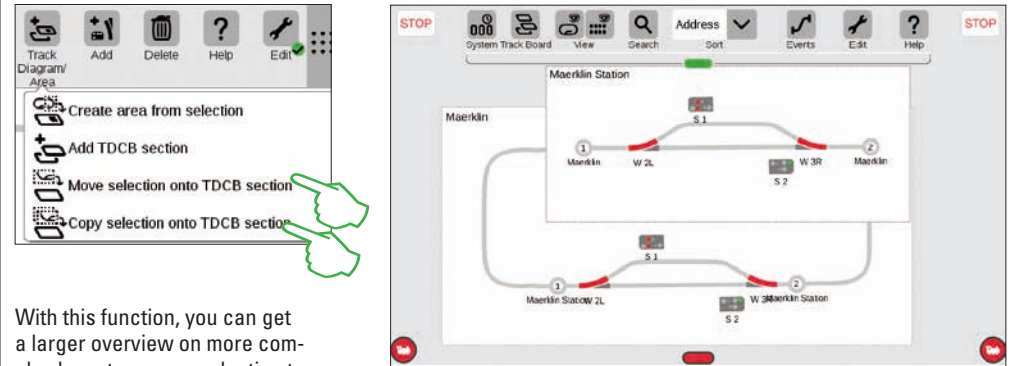 Track
Diagram/
Area
Add
Delete
Help
Edit
Create area from selection
Add TDCB section
Move selection onto TDCB section
Copy selection onto TDCB section
With this function, you can get
a larger overview on more com-
STOP
System Track Board
View
Search
Address
Sort
Everts
Edit
Help
STOP
Maerklin Station
S 1
1
Maerklin
W 2L
W 3R
2
Maerklin
S 2
Maerklin
S 1
1
Maerklin Station
W 2L
W 3R
2
Maerklin Station
S 2